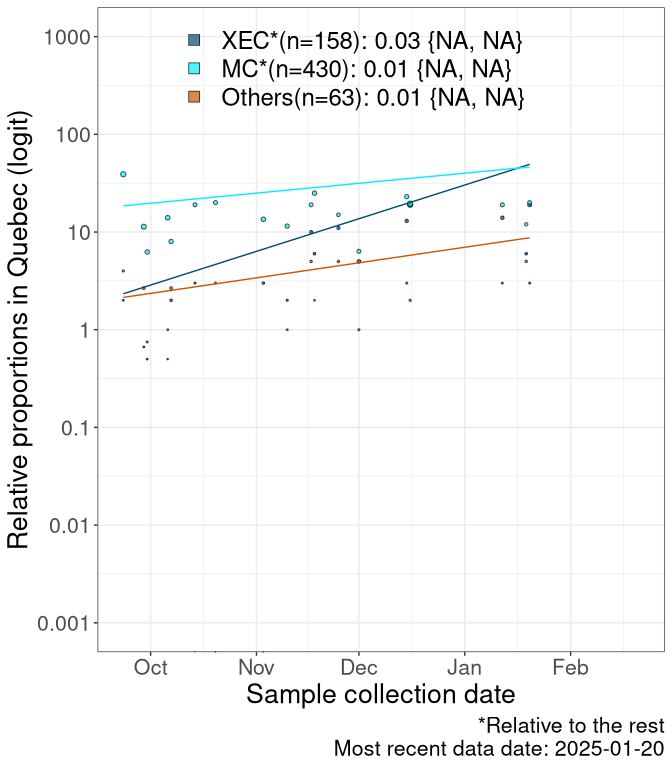 XEC*(n=158): 0.03 {NA, NA}
MC*(n=430): 0.01 {NA, NA}
Others(n=63): 0.01 {NA, NA}
Relative proportions in Quebec (logit)
1000
100
10
1
0.1
0.01
0.001
Oct Nov Dec Jan Feb
Sample collection date
*Relative to the rest
Most recent data date: 2025-01-20